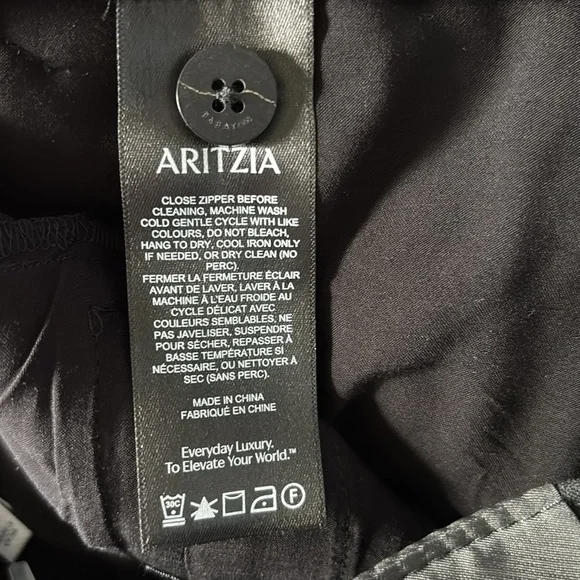 BABATON
ARITZIA
CLOSE ZIPPER BEFORE
CLEANING, MACHINE WASH
COLD GENTLE CYCLE WITH LIKE
COLOURS, DO NOT BLEACH,
HANG TO DRY, COOL IRON ONLY
IF NEEDED, OR DRY CLEAN (NO
PERC).
FERMER LA FERMETURE ÉCLAIR
AVANT DE LAVER, LAVER À LA
MACHINE À L'EAU FROIDE AU
CYCLE DÉLICAT AVEC
COULEURS SEMBLABLES, NE
PAS JAVELISER, SUSPENDRE
POUR SÉCHER, REPASSER À
BASSE TEMPÉRATURE SI
NÉCESSAIRE, OU NETTOYER À
SEC (SANS PERC).
MADE IN CHINA
FABRIQUÉ EN CHINE
Everyday Luxury.
To Elevate Your World.™
30C F